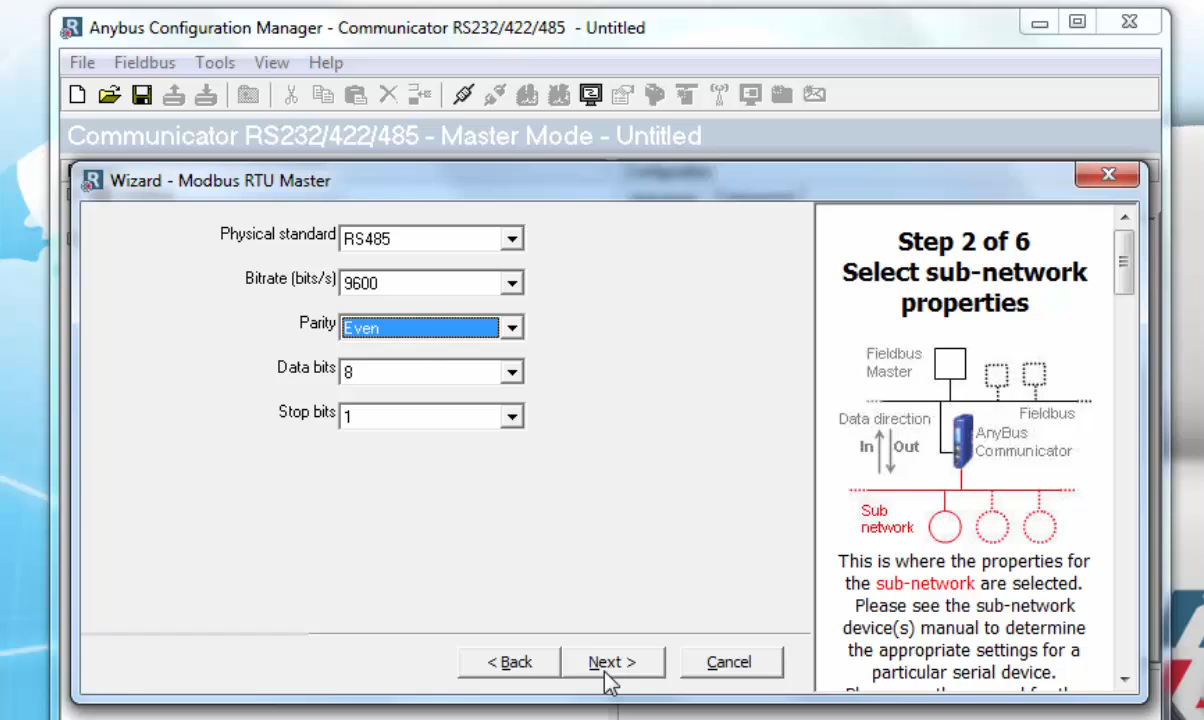 Anybus Configuration Manager - Communicator RS232/422/485 - Untitled
File Fieldbus Tools View Help
Communicator RS232/422/485 - Master Mode - Untitled
Wizard - Modbus RTU Master
Physical standard RS485
Bitrate (bits/s) 9600
Parity Even
Data bits 8
Stop bits 1
< Back Next > Cancel
Step 2 of 6
Select sub-network
properties
Fieldbus
Master
Fieldbus
Data direction
In Out
AnyBus
Communicator
Sub
network
This is where the properties for
the sub-network are selected.
Please see the sub-network
device(s) manual to determine
the appropriate settings for a
particular serial device.